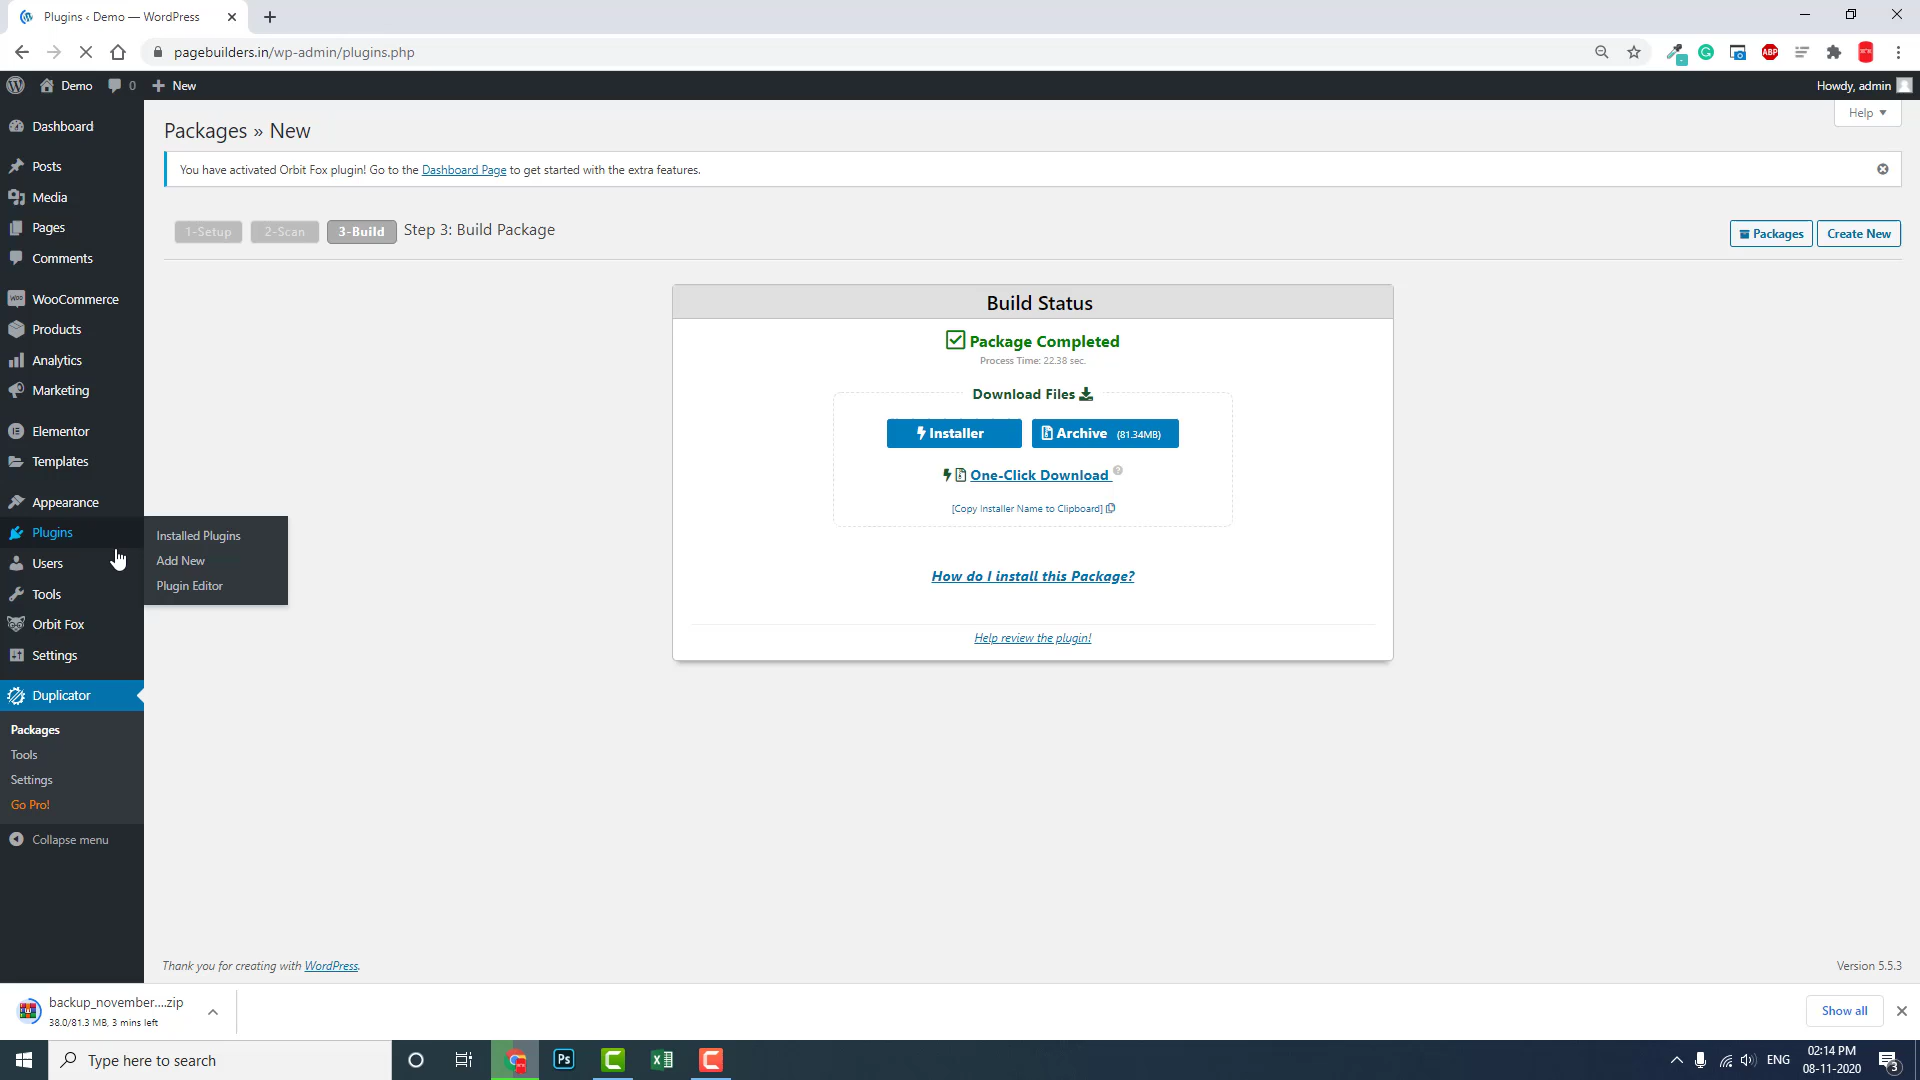 Plugins ‹ Demo — WordPress
pagebuilders.in/wp-admin/plugins.php
ABP
Demo 0 New Howdy, admin
Help
Dashboard
Posts
Media
Pages
Comments
WooCommerce
Products
Analytics
Marketing
Elementor
Templates
Appearance
Plugins
Users
Tools
Orbit Fox
Settings
Duplicator
Packages
Tools
Settings
Go Pro!
Collapse menu
Installed Plugins
Add New
Plugin Editor
Packages » New
You have activated Orbit Fox plugin! Go to the Dashboard Page to get started with the extra features.
1-Setup 2-Scan 3-Build Step 3: Build Package
Packages Create New
Build Status
Package Completed
Process Time: 22.38 sec.
Download Files
Installer Archive (81.34MB)
One-Click Download
[Copy Installer Name to Clipboard]
How do I install this Package?
Help review the plugin!
Thank you for creating with WordPress.
Version 5.5.3
backup_november....zip
38.0/81.3 MB, 3 mins left
Show all
Type here to search
Ps
ENG
02:14 PM
08-11-2020
3